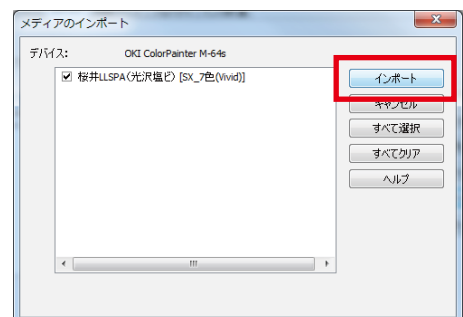 メディアのインポート
デバイス: OKI ColorPainter M-64s
桜井LLSPA(光沢塩ビ) [SX_7色(Vivid)]
インポート
キャンセル
すべて選択
すべてクリア
ヘルプ